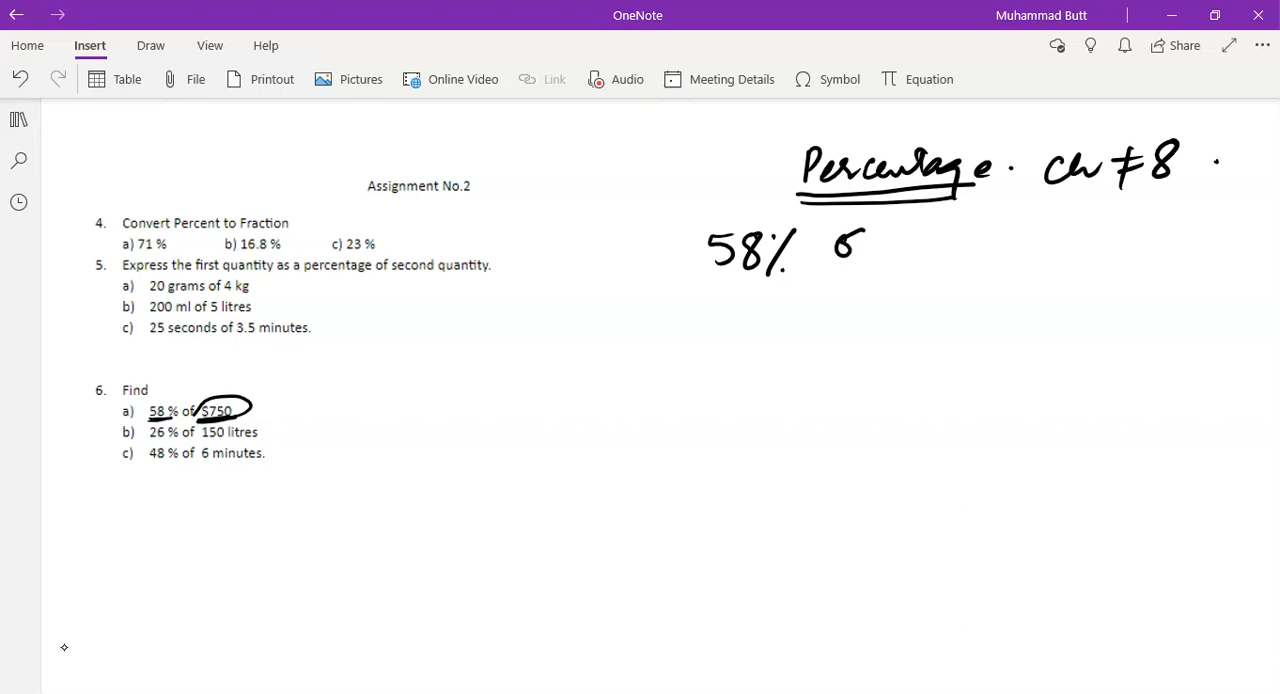 OneNote
Muhammad Butt
Home Insert Draw View Help
Share
Table File Printout Pictures Online Video Link Audio Meeting Details Symbol Equation
Percentage. Ch ≠ 8 .
Assignment No.2
4. Convert Percent to Fraction
a) 71 % b) 16.8 % c) 23 %
58% 0
5. Express the first quantity as a percentage of second quantity.
a) 20 grams of 4 kg
b) 200 ml of 5 litres
c) 25 seconds of 3.5 minutes.
6. Find
a) 58 % of $750
b) 26 % of 150 litres
c) 48 % of 6 minutes.